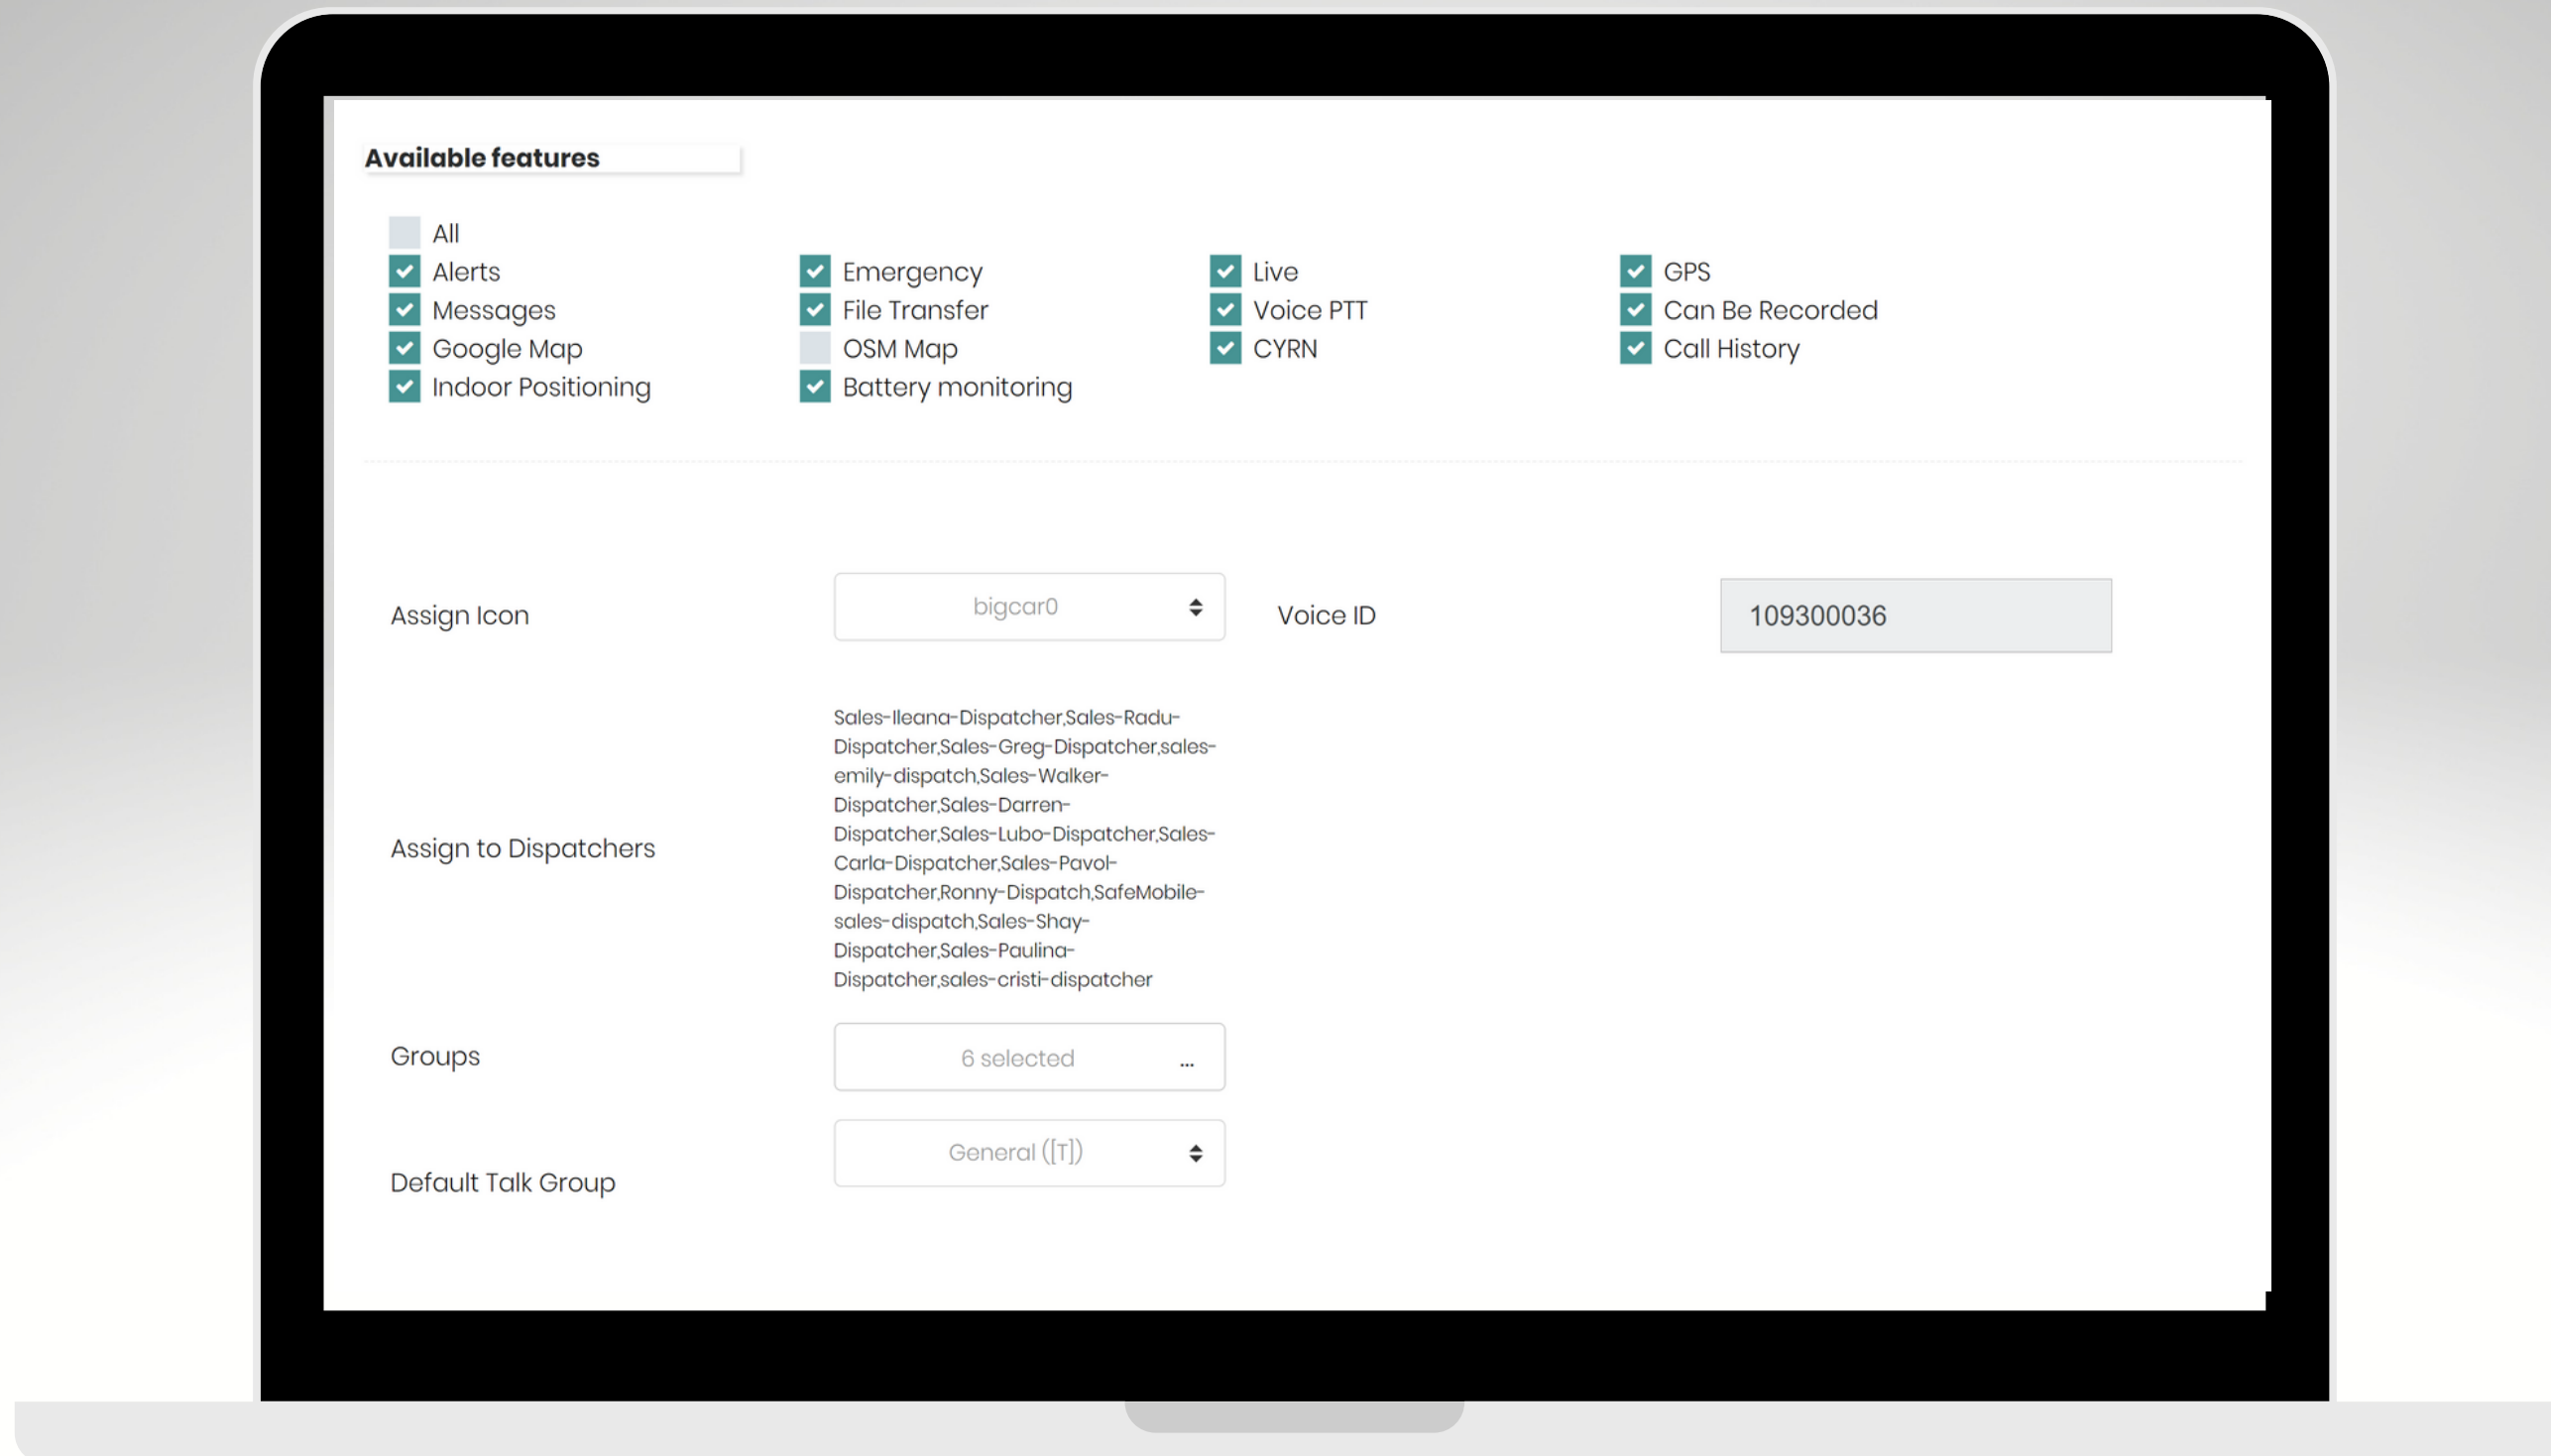 Available features
All
Alerts Emergency Live GPS
Messages File Transfer Voice PTT Can Be Recorded
Google Map OSM Map CYRN Call History
Indoor Positioning Battery monitoring
Assign Icon bigcar0 Voice ID 109300036
Assign to Dispatchers
Sales-Ileana-Dispatcher,Sales-Radu-
Dispatcher,Sales-Greg-Dispatcher,sales-
emily-dispatch,Sales-Walker-
Dispatcher,Sales-Darren-
Dispatcher,Sales-Lubo-Dispatcher,Sales-
Carla-Dispatcher,Sales-Pavol-
Dispatcher,Ronny-Dispatch,SafeMobile-
sales-dispatch,Sales-Shay-
Dispatcher,Sales-Paulina-
Dispatcher,sales-cristi-dispatcher
Groups 6 selected ...
Default Talk Group General ([T])